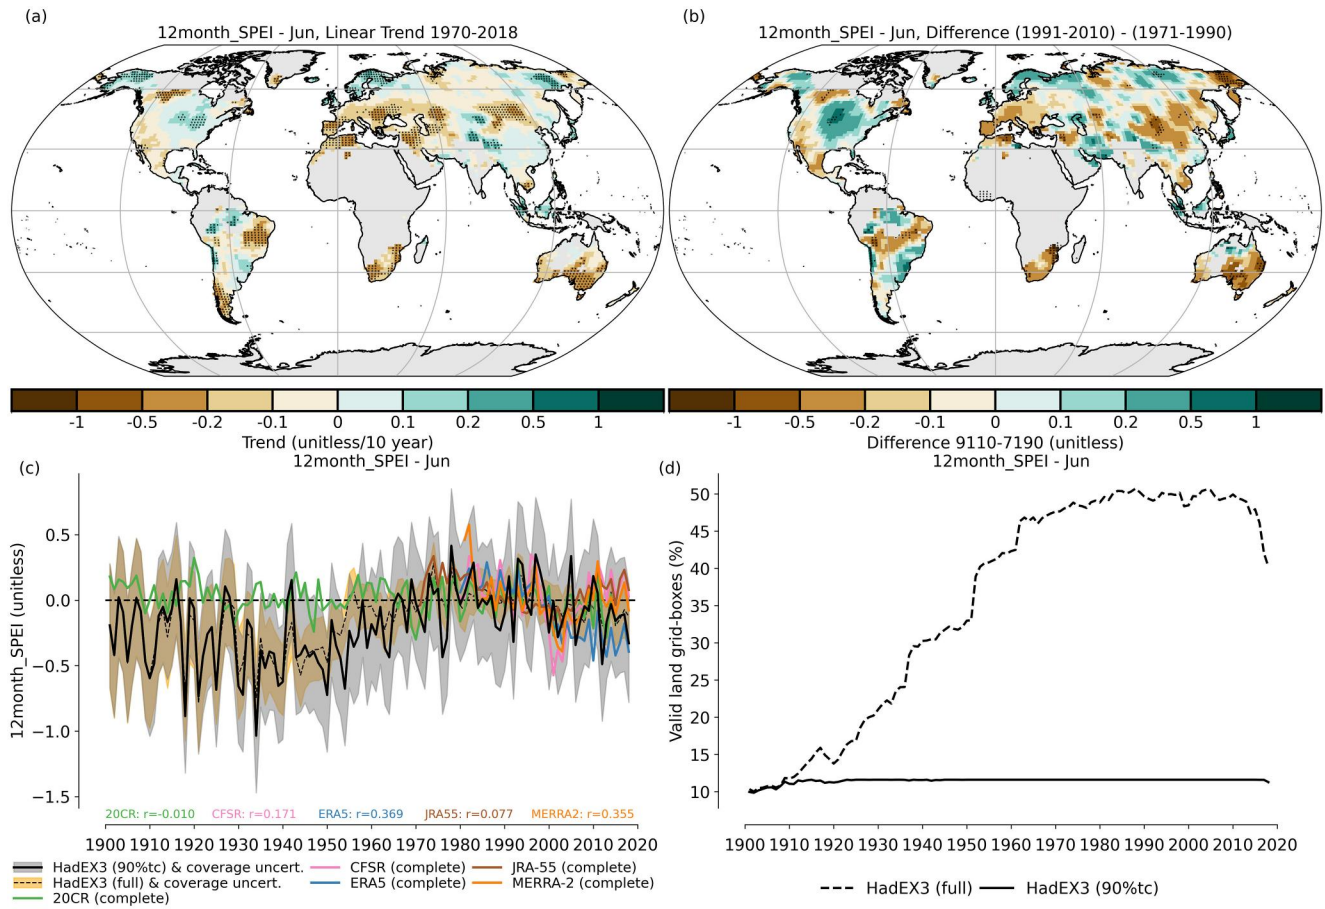 (a)
12month_SPEI - Jun, Linear Trend 1970-2018
-1 -0.5 -0.2 -0.1 0 0.1 0.2 0.5 1
Trend (unitless/10 year)
(b)
12month_SPEI - Jun, Difference (1991-2010) - (1971-1990)
-1 -0.5 -0.2 -0.1 0 0.1 0.2 0.5 1
Difference 9110-7190 (unitless)
(c)
12month_SPEI - Jun
12month_SPEI (unitless)
0.5
0.0
−0.5
−1.0
−1.5
20CR: r=-0.010 CFSR: r=0.171 ERA5: r=0.369 JRA55: r=0.077 MERRA2: r=0.355
1900 1910 1920 1930 1940 1950 1960 1970 1980 1990 2000 2010 2020
HadEX3 (90%tc) & coverage uncert.
HadEX3 (full) & coverage uncert.
20CR (complete)
CFSR (complete)
ERA5 (complete)
JRA-55 (complete)
MERRA-2 (complete)
(d)
12month_SPEI - Jun
Valid land grid-boxes (%)
50
45
40
35
30
25
20
15
10
1900 1910 1920 1930 1940 1950 1960 1970 1980 1990 2000 2010 2020
HadEX3 (full) HadEX3 (90%tc)